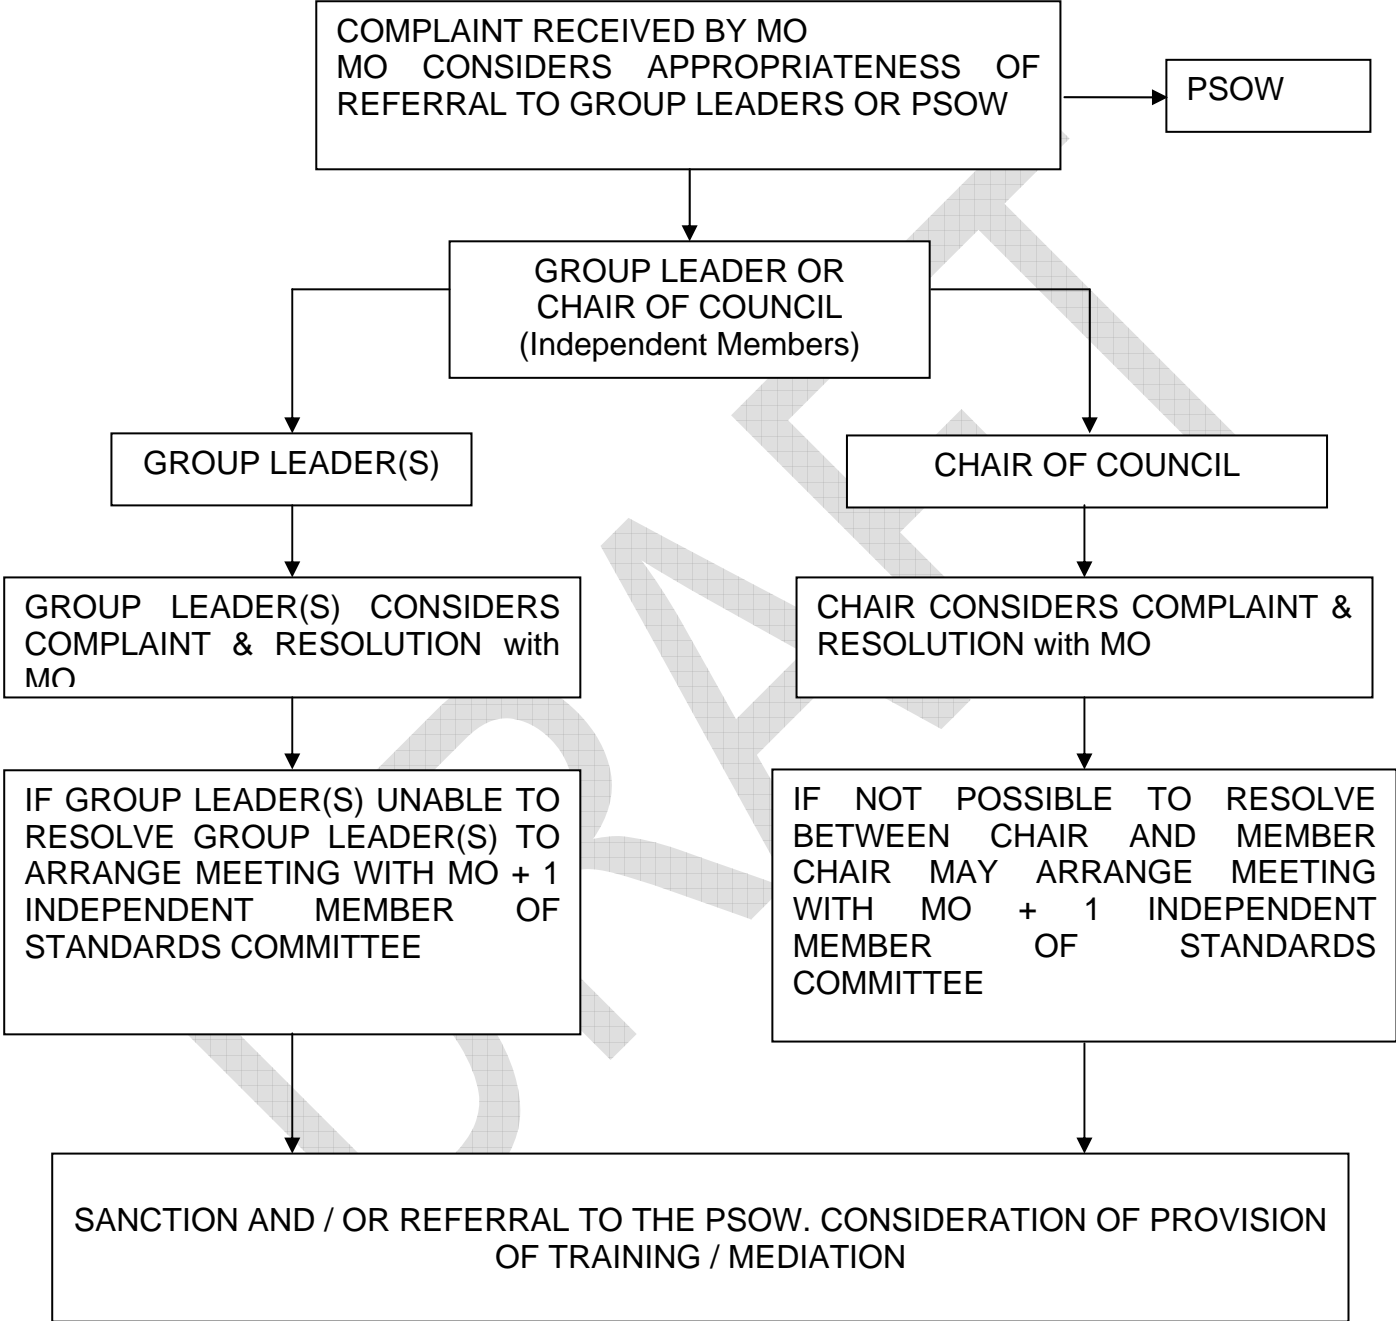 COMPLAINT RECEIVED BY MO
MO CONSIDERS APPROPRIATENESS OF
REFERRAL TO GROUP LEADERS OR PSOW
PSOW
GROUP LEADER OR
CHAIR OF COUNCIL
(Independent Members)
GROUP LEADER(S)
CHAIR OF COUNCIL
GROUP LEADER(S) CONSIDERS
COMPLAINT & RESOLUTION with
MO
CHAIR CONSIDERS COMPLAINT &
RESOLUTION with MO
IF GROUP LEADER(S) UNABLE TO
RESOLVE GROUP LEADER(S) TO
ARRANGE MEETING WITH MO + 1
INDEPENDENT MEMBER OF
STANDARDS COMMITTEE
IF NOT POSSIBLE TO RESOLVE
BETWEEN CHAIR AND MEMBER
CHAIR MAY ARRANGE MEETING
WITH MO + 1 INDEPENDENT
MEMBER OF STANDARDS
COMMITTEE
SANCTION AND / OR REFERRAL TO THE PSOW. CONSIDERATION OF PROVISION
OF TRAINING / MEDIATION
DRAFT